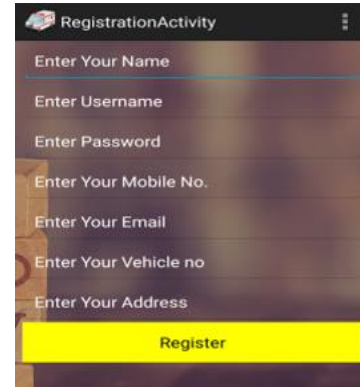 RegistrationActivity
Enter Your Name
Enter Username
Enter Password
Enter Your Mobile No.
Enter Your Email
Enter Your Vehicle no
Enter Your Address
Register